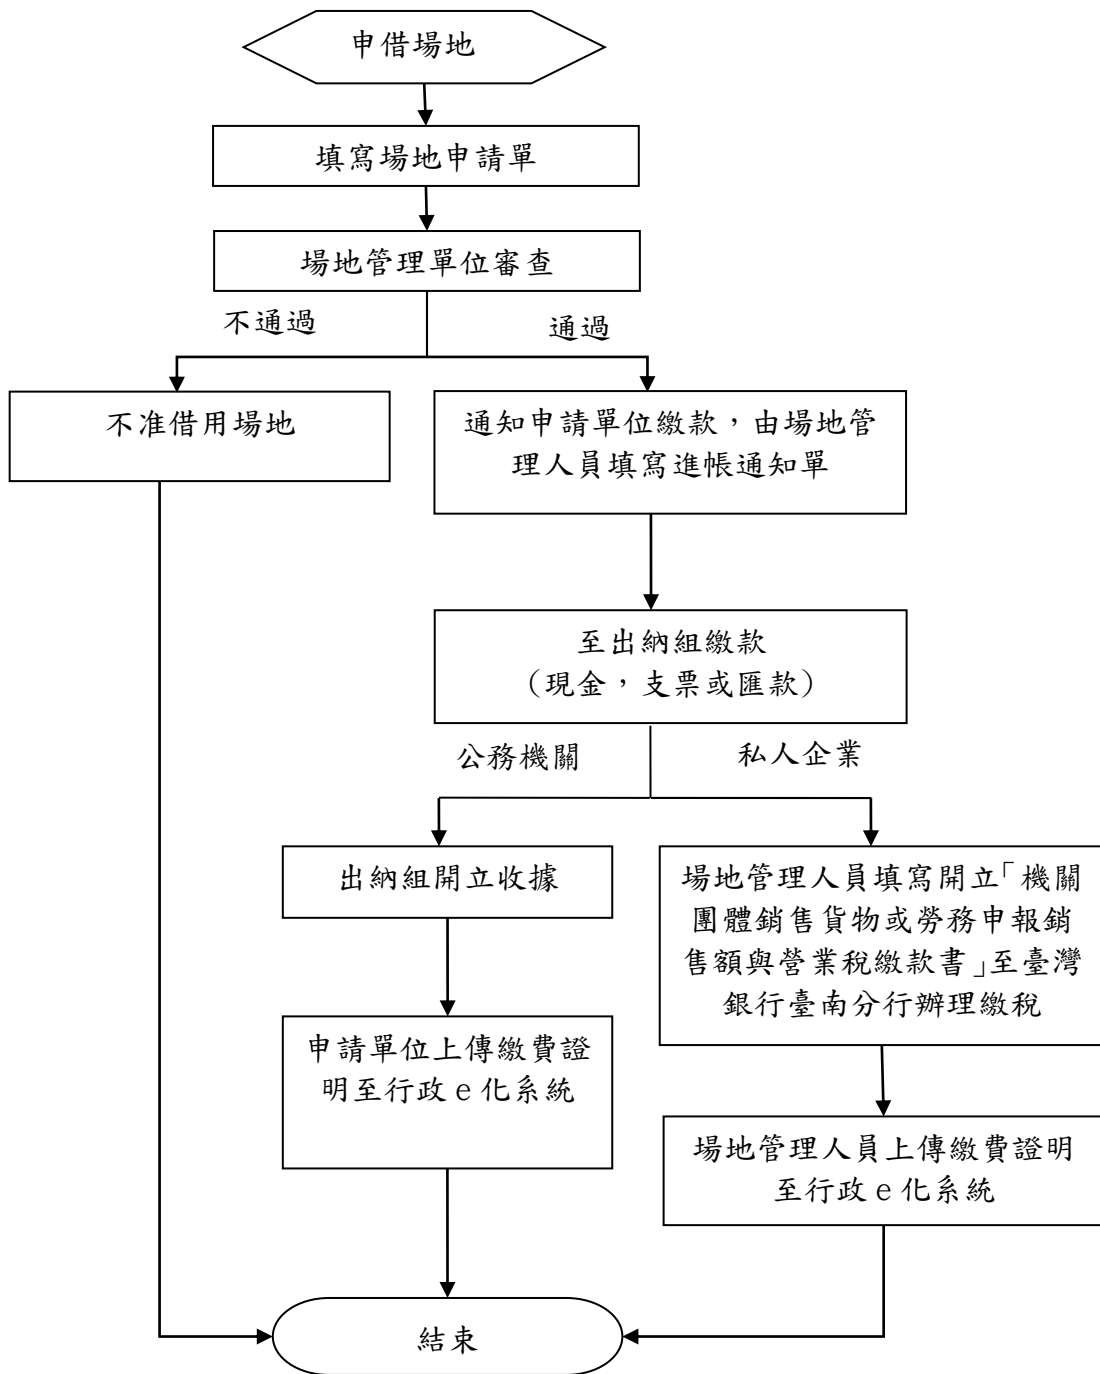 申借場地
填寫場地申請單
場地管理單位審查
不通過
通過
不准借用場地
通知申請單位繳款，由場地管
理人員填寫進帳通知單
至出納組繳款
（現金，支票或匯款）
公務機關
私人企業
出納組開立收據
場地管理人員填寫開立「機關
團體銷售貨物或勞務申報銷
售額與營業稅繳款書」至臺灣
銀行臺南分行辦理繳稅
申請單位上傳繳費證
明至行政 e 化系統
場地管理人員上傳繳費證明
至行政 e 化系統
結束